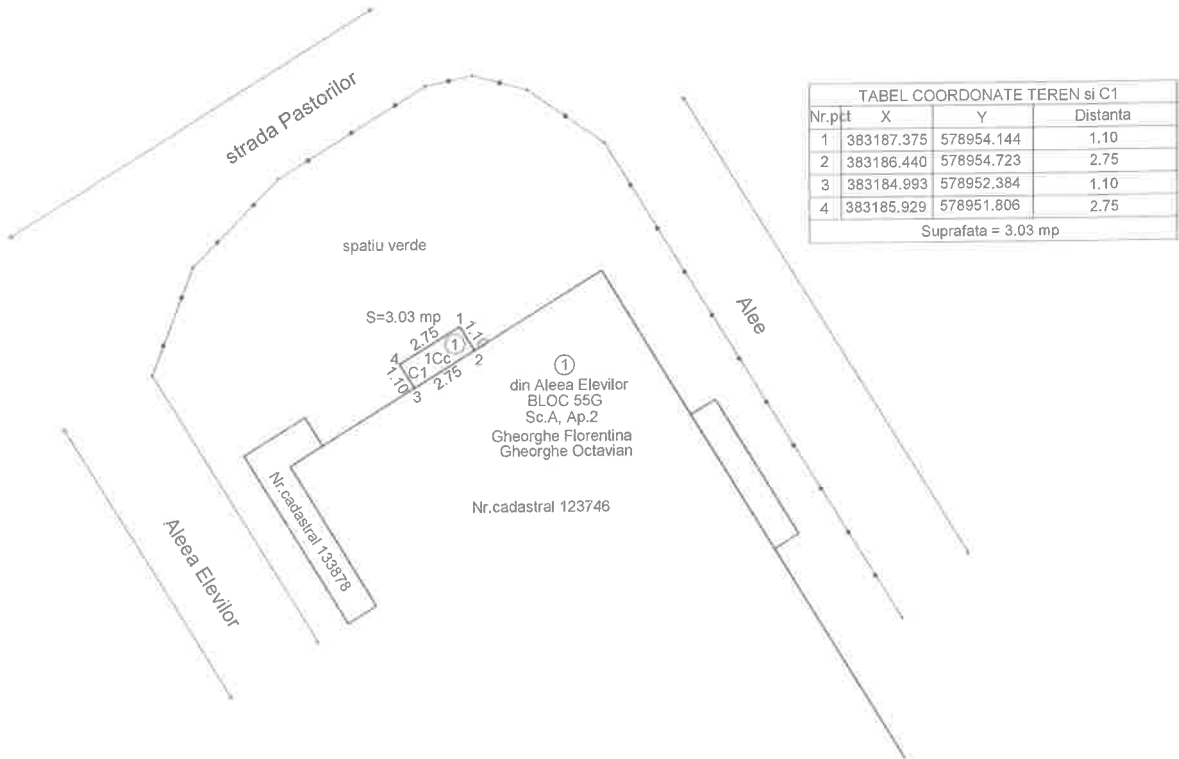 strada Pastorilor
TABEL COORDONATE TEREN si C1
Nr.pct X Y Distanta
1 383187.375 578954.144 1.10
2 383186.440 578954.723 2.75
3 383184.993 578952.384 1.10
4 383185.929 578951.806 2.75
Suprafata = 3.03 mp
spatiu verde
Alee
S=3.03 mp
1
2.75
1.10
1
4
1Cc
2
C1
1.10
2.75
3
1
din Aleea Elevilor
BLOC 55G
Sc.A, Ap.2
Gheorghe Florentina
Gheorghe Octavian
Nr.cadastral 123746
Nr.cadastral 133878
Aleea Elevilor